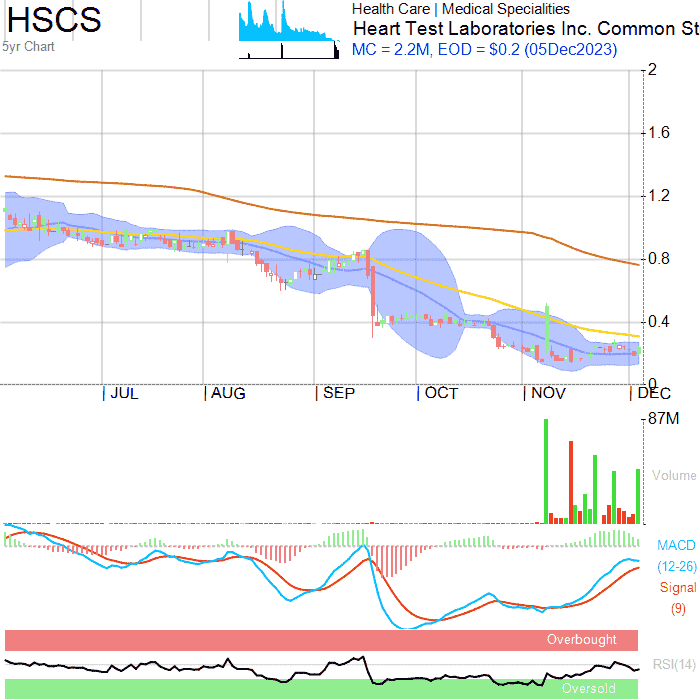 HSCS
5yr Chart
Health Care | Medical Specialities
Heart Test Laboratories Inc. Common St
MC = 2.2M, EOD = $0.2 (05Dec2023)
2
1.6
1.2
0.8
0.4
0
JUL AUG SEP OCT NOV DEC
87M
Volume
MACD
(12-26)
Signal
(9)
Overbought
RSI(14)
Oversold